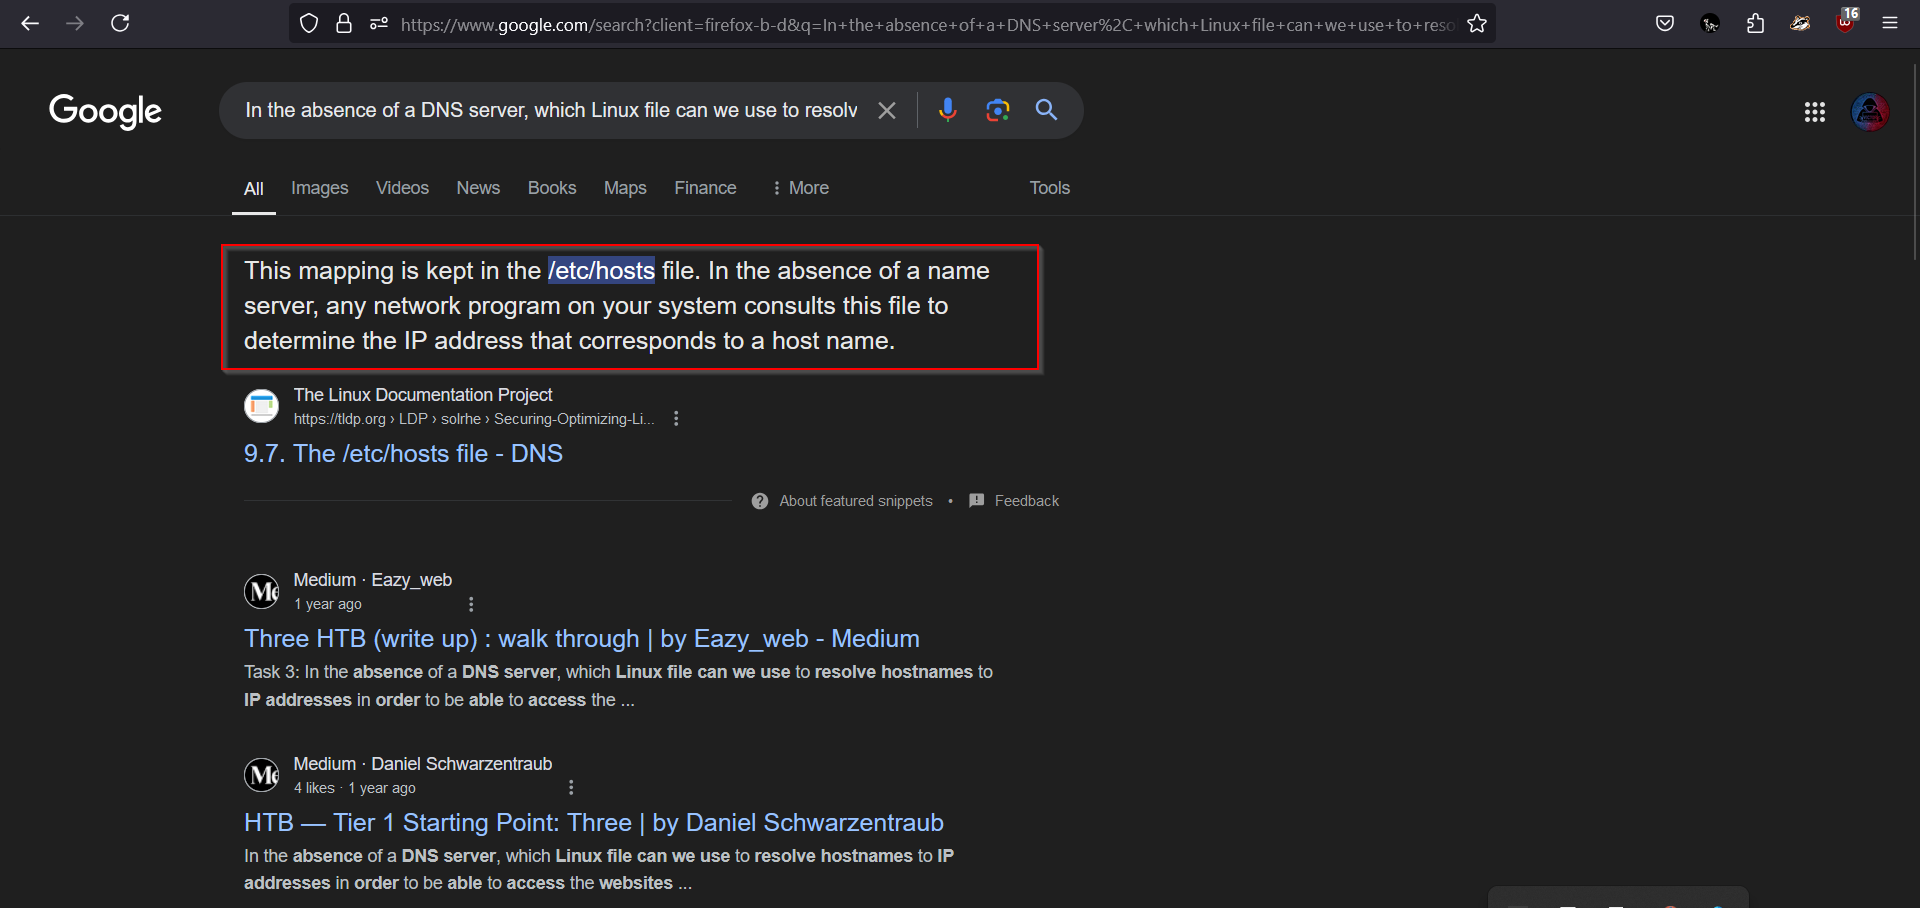 https://www.google.com/search?client=firefox-b-d&q=In+the+absence+of+a+DNS+server%2C+which+Linux+file+can+we+use+to+reso
16
Google
In the absence of a DNS server, which Linux file can we use to resolv
All Images Videos News Books Maps Finance More Tools
This mapping is kept in the /etc/hosts file. In the absence of a name
server, any network program on your system consults this file to
determine the IP address that corresponds to a host name.
The Linux Documentation Project
https://tldp.org › LDP › solrhe › Securing-Optimizing-Li...
9.7. The /etc/hosts file - DNS
About featured snippets • Feedback
Medium · Eazy_web
1 year ago
Three HTB (write up) : walk through | by Eazy_web - Medium
Task 3: In the absence of a DNS server, which Linux file can we use to resolve hostnames to
IP addresses in order to be able to access the ...
Medium · Daniel Schwarzentraub
4 likes · 1 year ago
HTB — Tier 1 Starting Point: Three | by Daniel Schwarzentraub
In the absence of a DNS server, which Linux file can we use to resolve hostnames to IP
addresses in order to be able to access the websites ...